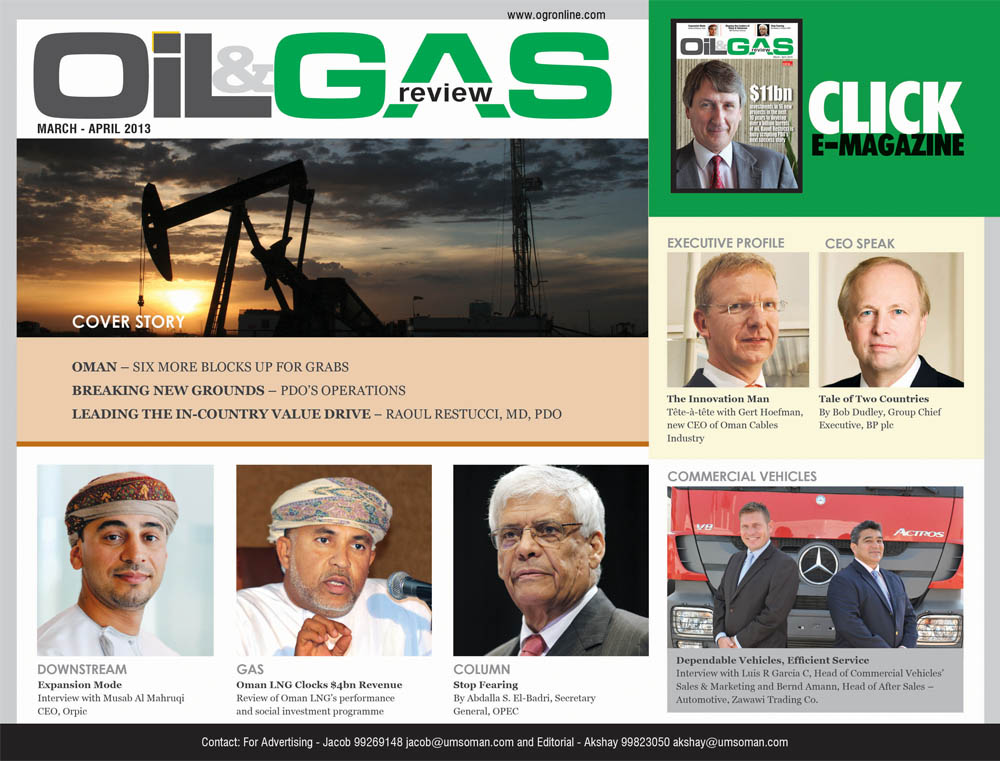 www.ogronline.com
OiL&GAS
review
MARCH - APRIL 2013
OiL&GAS
review
$11bn
CLICK
E-MAGAZINE
COVER STORY
OMAN – SIX MORE BLOCKS UP FOR GRABS
BREAKING NEW GROUNDS – PDO'S OPERATIONS
LEADING THE IN-COUNTRY VALUE DRIVE – RAOUL RESTUCCI, MD, PDO
EXECUTIVE PROFILE
The Innovation Man
Tête-à-tête with Gert Hoefman,
new CEO of Oman Cables
Industry
CEO SPEAK
Tale of Two Countries
By Bob Dudley, Group Chief
Executive, BP plc
DOWNSTREAM
Expansion Mode
Interview with Musab Al Mahruqi
CEO, Orpic
GAS
Oman LNG Clocks $4bn Revenue
Review of Oman LNG's performance
and social investment programme
COLUMN
Stop Fearing
By Abdalla S. El-Badri, Secretary
General, OPEC
COMMERCIAL VEHICLES
V8
ACTROS
Dependable Vehicles, Efficient Service
Interview with Luis R Garcia C, Head of Commercial Vehicles'
Sales & Marketing and Bernd Amann, Head of After Sales –
Automotive, Zawawi Trading Co.
Contact: For Advertising - Jacob 99269148 jacob@umsoman.com and Editorial - Akshay 99823050 akshay@umsoman.com